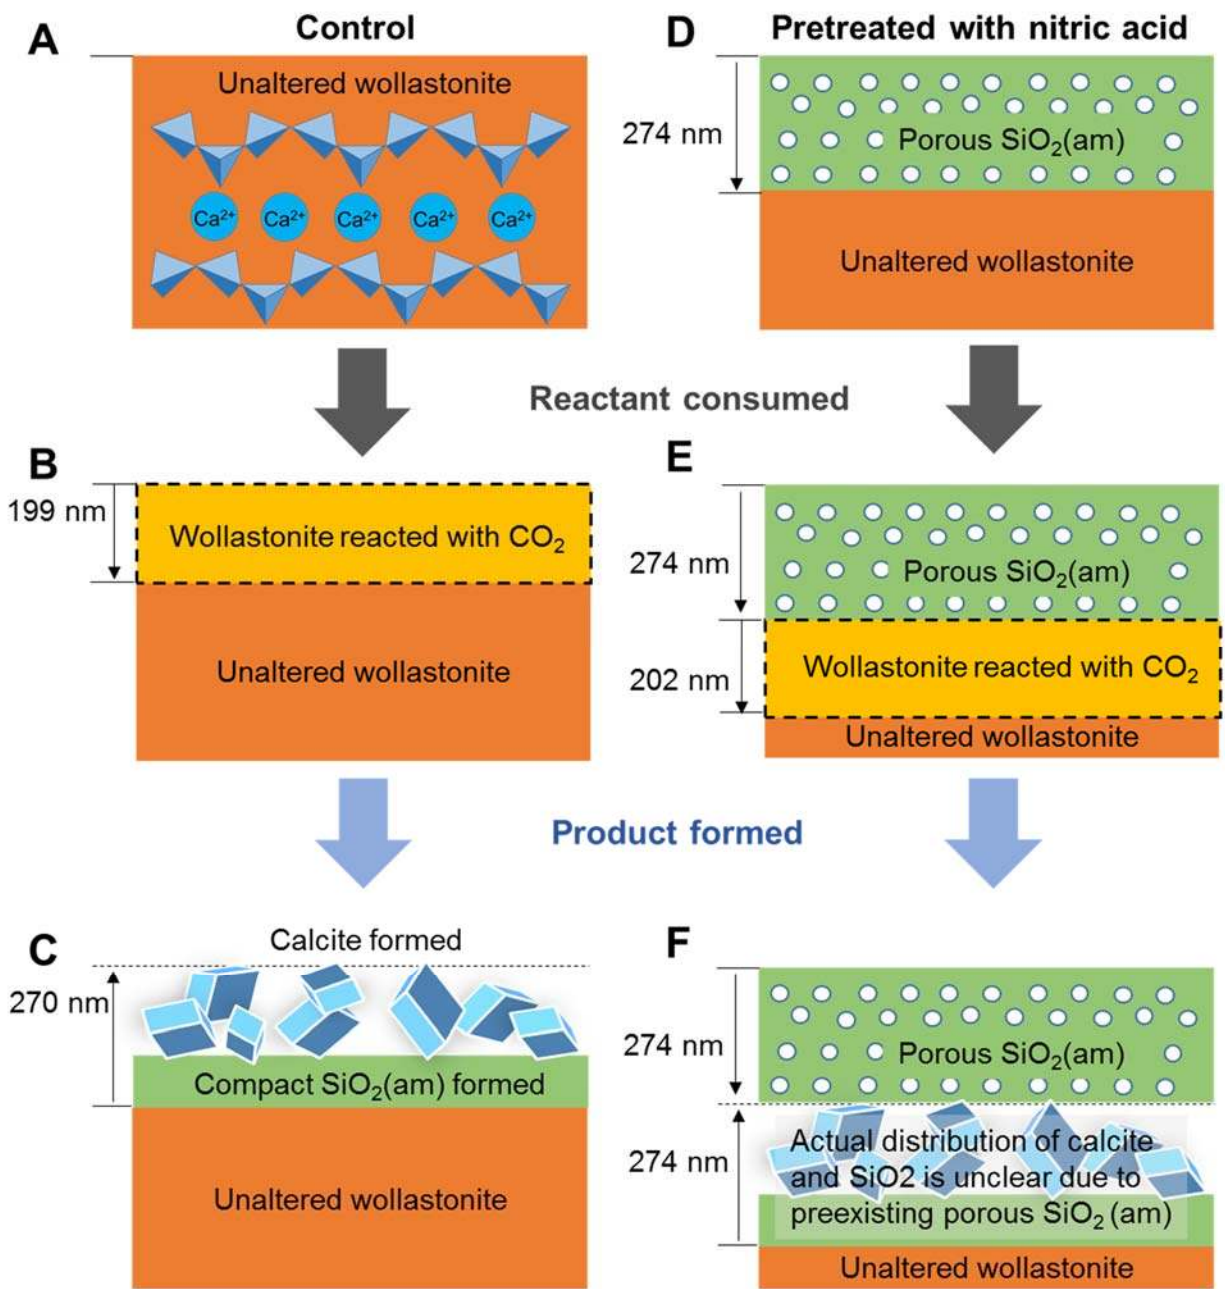 A
Control
Unaltered wollastonite
Ca²⁺ Ca²⁺ Ca²⁺ Ca²⁺ Ca²⁺
D
Pretreated with nitric acid
274 nm
Porous SiO₂(am)
Unaltered wollastonite
Reactant consumed
B
199 nm
Wollastonite reacted with CO₂
Unaltered wollastonite
E
274 nm
Porous SiO₂(am)
202 nm
Wollastonite reacted with CO₂
Unaltered wollastonite
Product formed
C
Calcite formed
270 nm
Compact SiO₂(am) formed
Unaltered wollastonite
F
274 nm
Porous SiO₂(am)
274 nm
Actual distribution of calcite
and SiO2 is unclear due to
preexisting porous SiO₂ (am)
Unaltered wollastonite